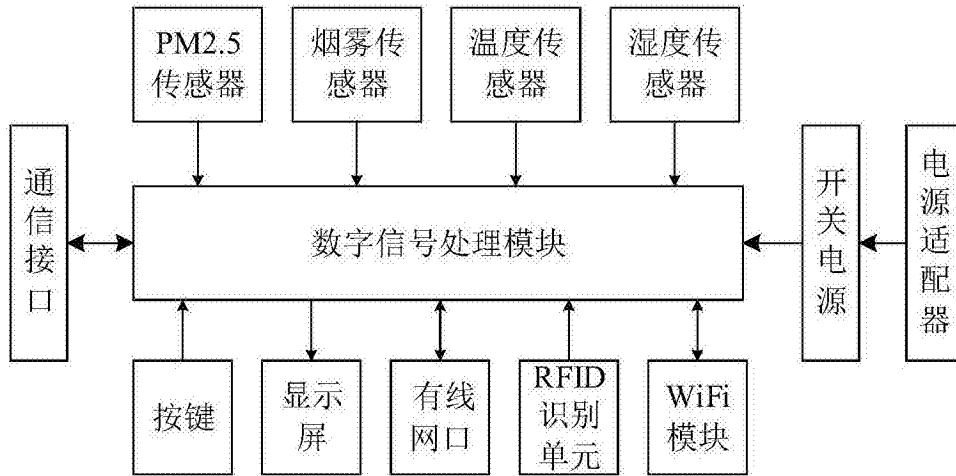 PM2.5
传感器
烟雾传
感器
温度传
感器
湿度传
感器
通
信
接
口
数字信号处理模块
开
关
电
源
电
源
适
配
器
按键
显示
屏
有线
网口
RFID
识别
单元
WiFi
模块